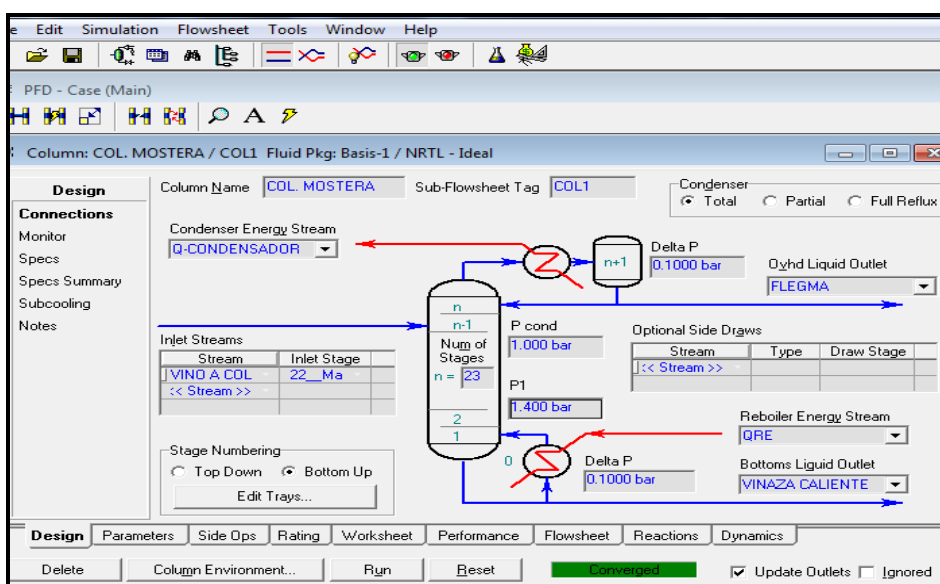 e Edit Simulation Flowsheet Tools Window Help
PFD - Case (Main)
A
Column: COL. MOSTERA / COL1 Fluid Pkg: Basis-1 / NRTL - Ideal
Design
Connections
Monitor
Specs
Specs Summary
Subcooling
Notes
Column Name COL. MOSTERA Sub-Flowsheet Tag COL1
Condenser
Total Partial Full Reflux
Condenser Energy Stream
Q-CONDENSADOR
n+1
Delta P
0.1000 bar
Ovhd Liquid Outlet
FLEGMA
n
n-1
Num of
Stages
n = 23
2
1
P cond
1.000 bar
P1
1.400 bar
Inlet Streams
Stream Inlet Stage
VINO A COL 22__Ma
<< Stream >>
Optional Side Draws
Stream Type Draw Stage
<< Stream >>
Stage Numbering
Top Down Bottom Up
Edit Trays...
0
Delta P
0.1000 bar
Reboiler Energy Stream
QRE
Bottoms Liquid Outlet
VINAZA CALIENTE
Design Parameters Side Ops Rating Worksheet Performance Flowsheet Reactions Dynamics
Delete Column Environment... Run Reset Converged Update Outlets Ignored